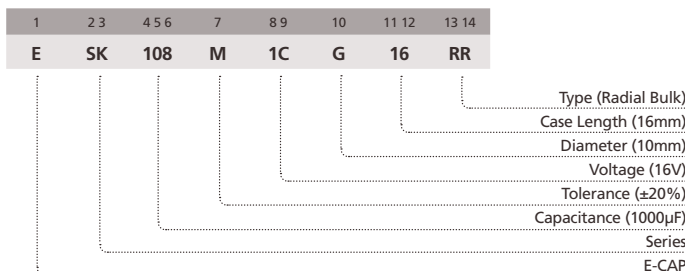 1 2 3 4 5 6 7 8 9 10 11 12 13 14
E SK 108 M 1C G 16 RR
Type (Radial Bulk)
Case Length (16mm)
Diameter (10mm)
Voltage (16V)
Tolerance (±20%)
Capacitance (1000µF)
Series
E-CAP